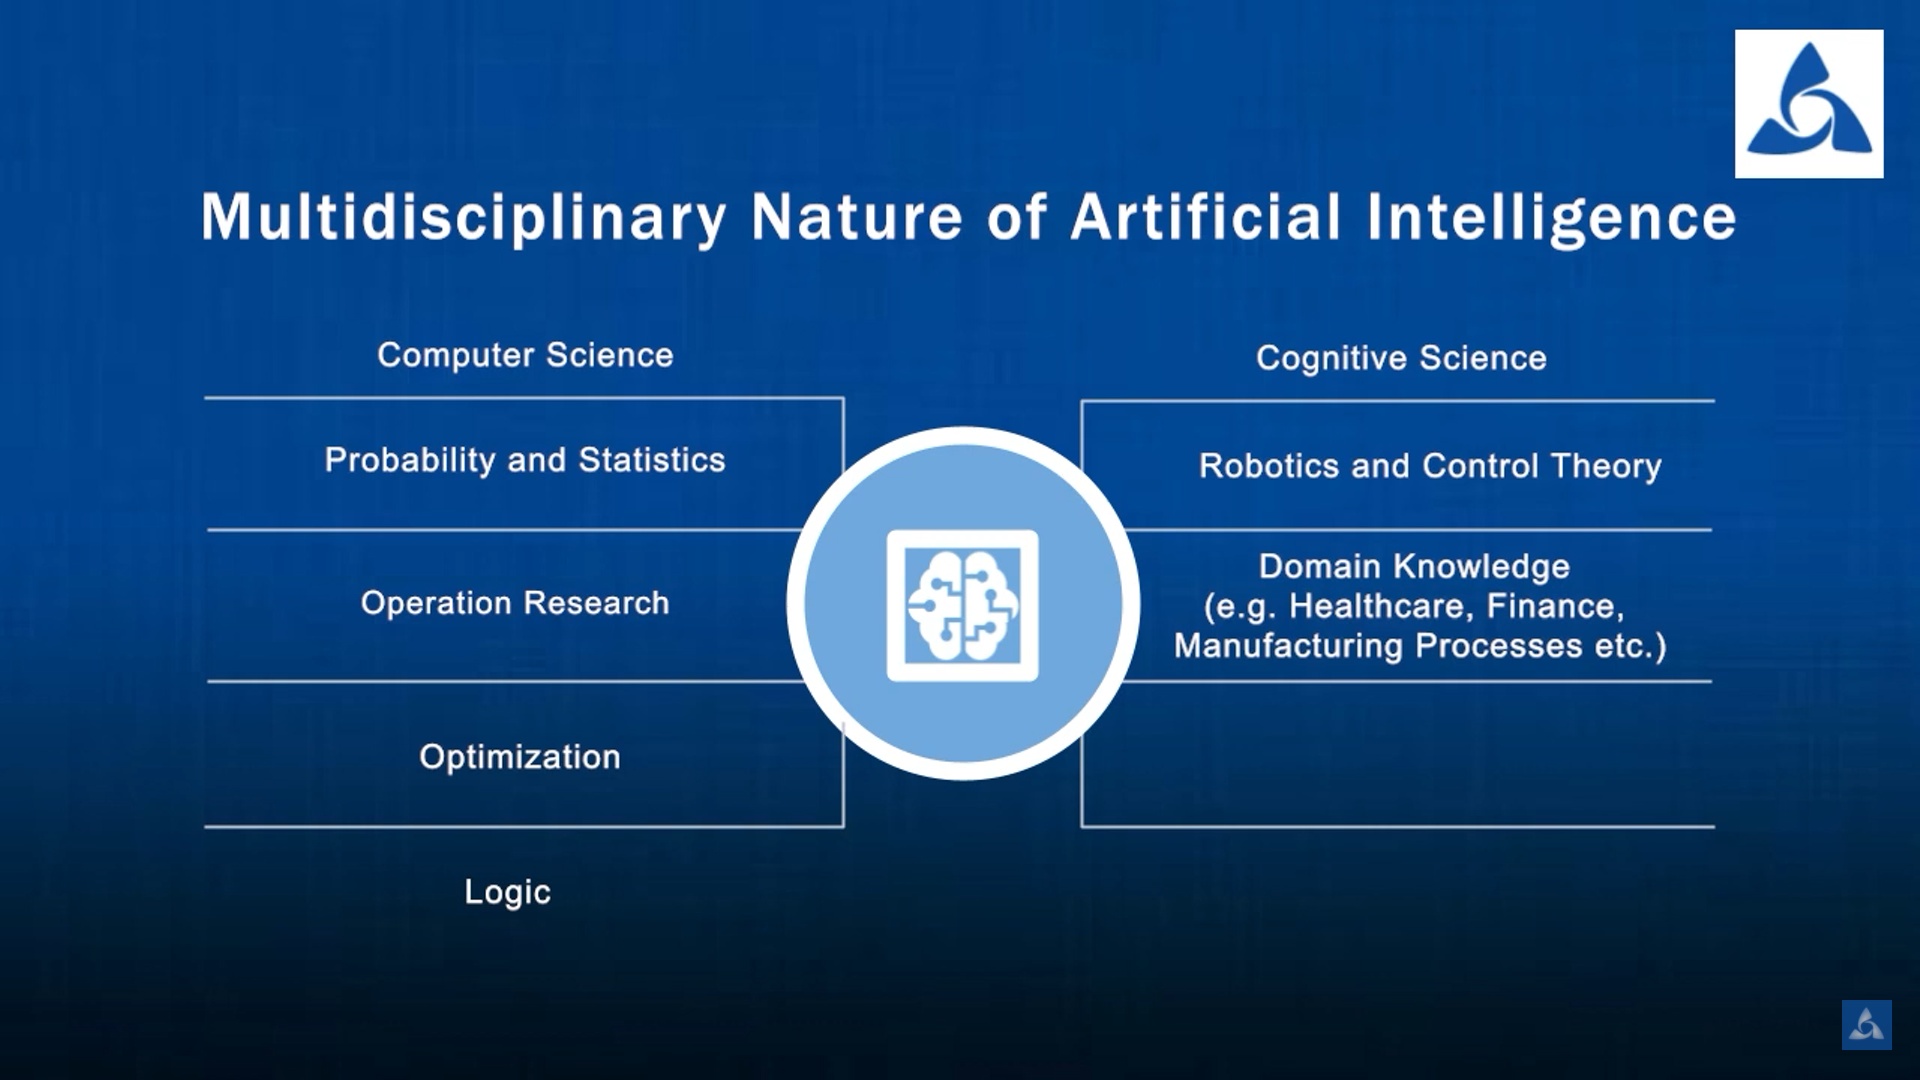 Multidisciplinary Nature of Artificial Intelligence
Computer Science
Probability and Statistics
Operation Research
Optimization
Logic
Cognitive Science
Robotics and Control Theory
Domain Knowledge
(e.g. Healthcare, Finance,
Manufacturing Processes etc.)